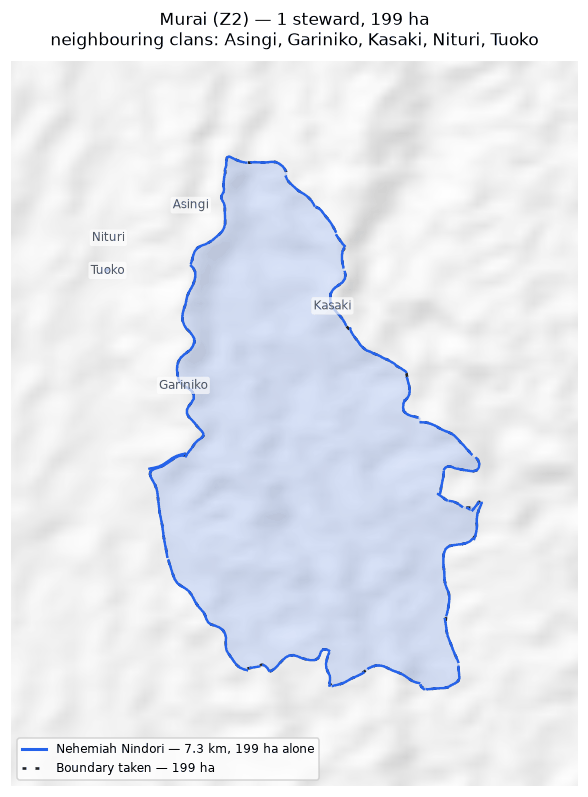 Murai (Z2) — 1 steward, 199 ha
neighbouring clans: Asingi, Gariniko, Kasaki, Nituri, Tuoko
Asingi
Nituri
Tuoko
Kasaki
Gariniko
Nehemiah Nindori — 7.3 km, 199 ha alone
Boundary taken — 199 ha